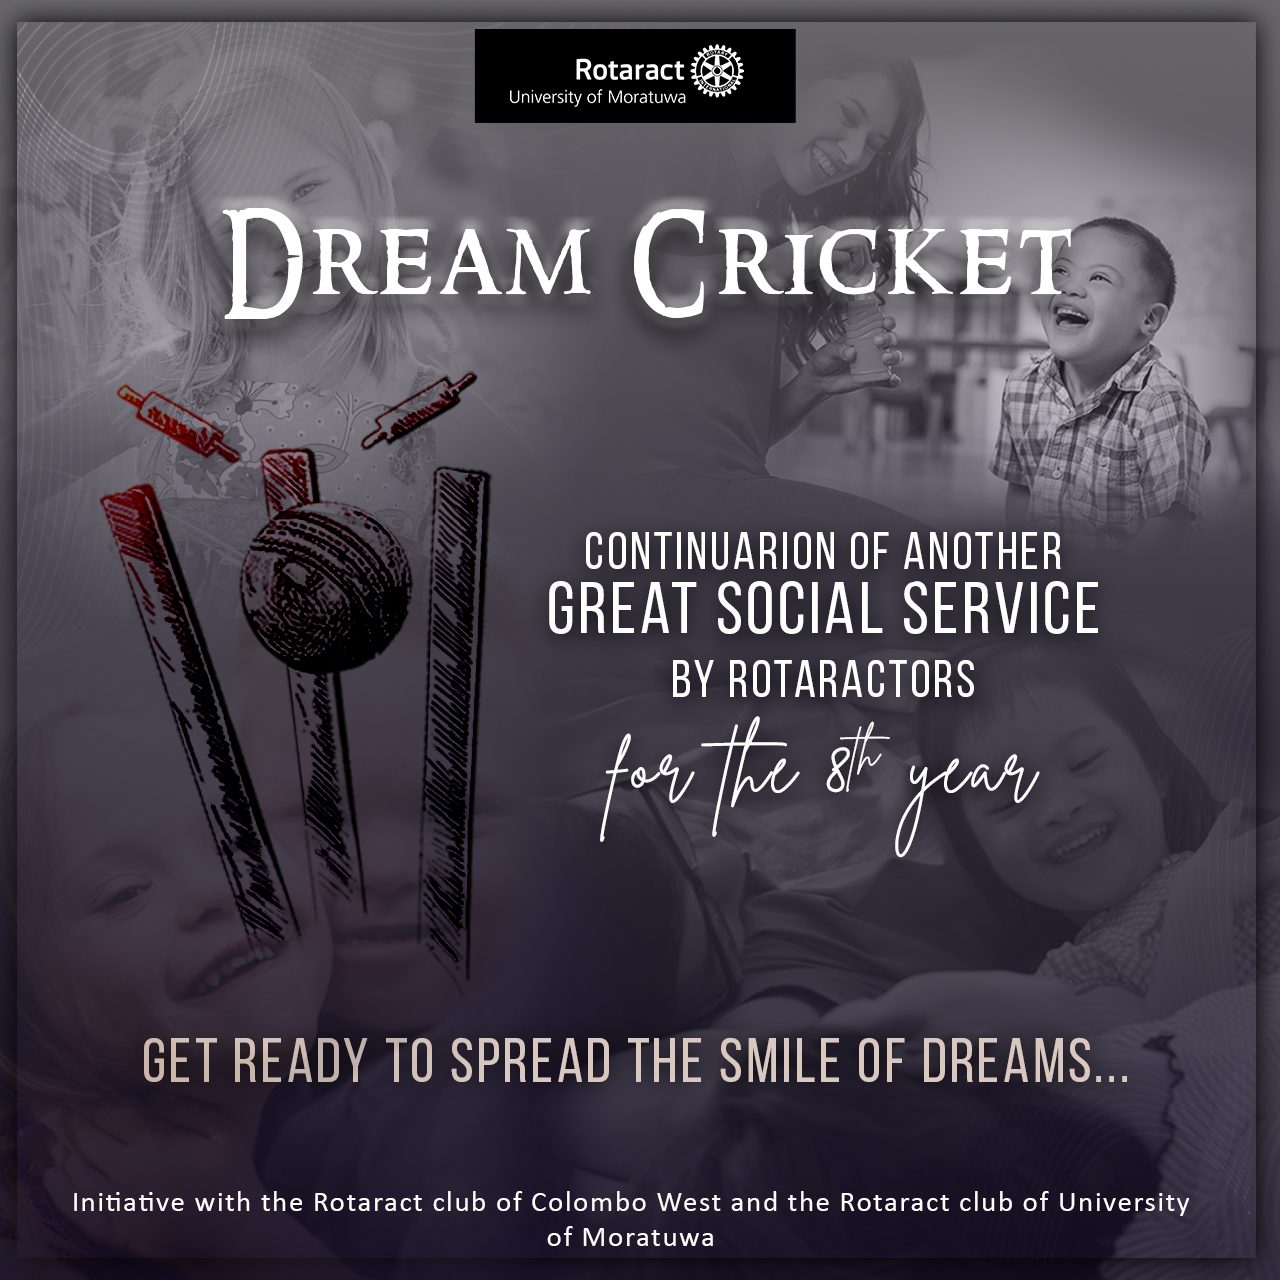 Rotaract
University of Moratuwa
DREAM CRICKET
CONTINUARION OF ANOTHER
GREAT SOCIAL SERVICE
BY ROTARACTORS
for the 8th year
GET READY TO SPREAD THE SMILE OF DREAMS...
Initiative with the Rotaract club of Colombo West and the Rotaract club of University
of Moratuwa